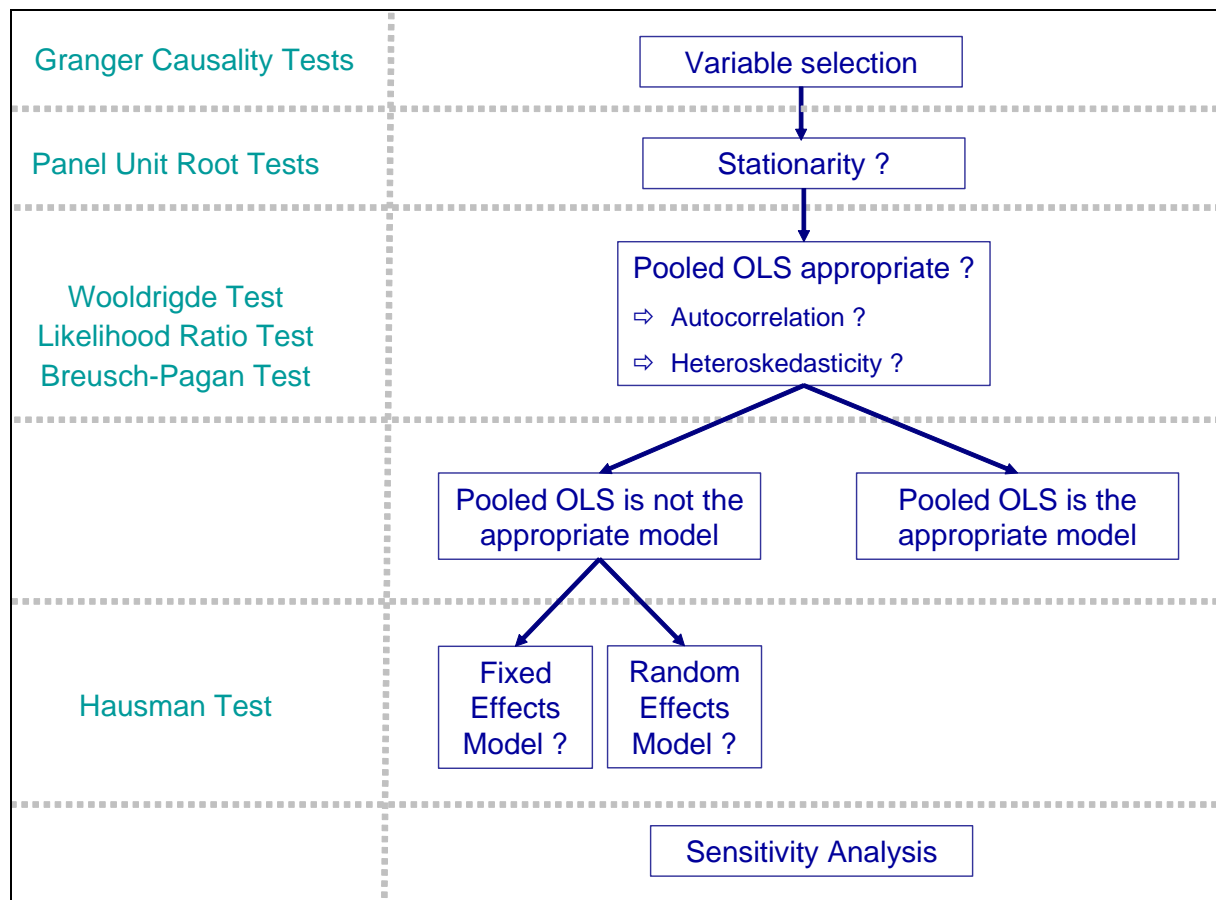 Granger Causality Tests
Variable selection
Panel Unit Root Tests
Stationarity ?
Wooldrigde Test
Likelihood Ratio Test
Breusch-Pagan Test
Pooled OLS appropriate ?
⇨ Autocorrelation ?
⇨ Heteroskedasticity ?
Pooled OLS is not the
appropriate model
Pooled OLS is the
appropriate model
Hausman Test
Fixed
Effects
Model ?
Random
Effects
Model ?
Sensitivity Analysis